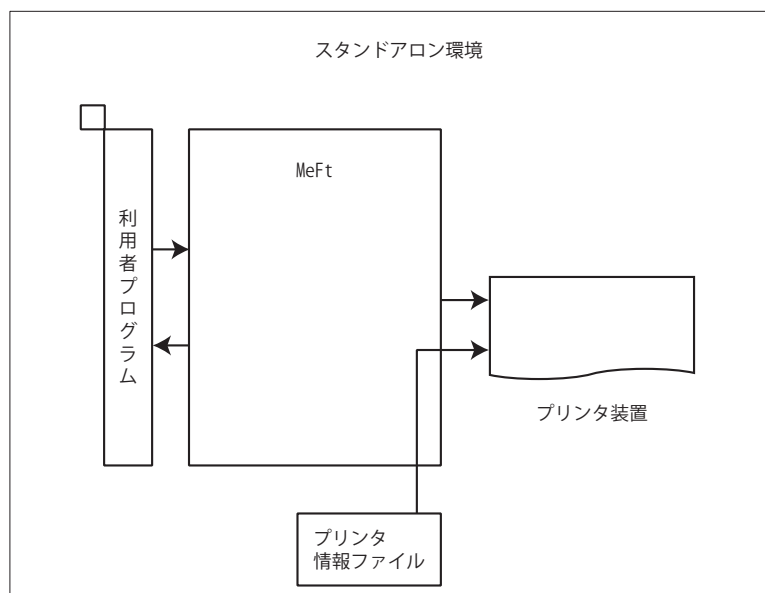 スタンドアロン環境
MeFt
利用者プログラム
プリンタ装置
プリンタ
情報ファイル